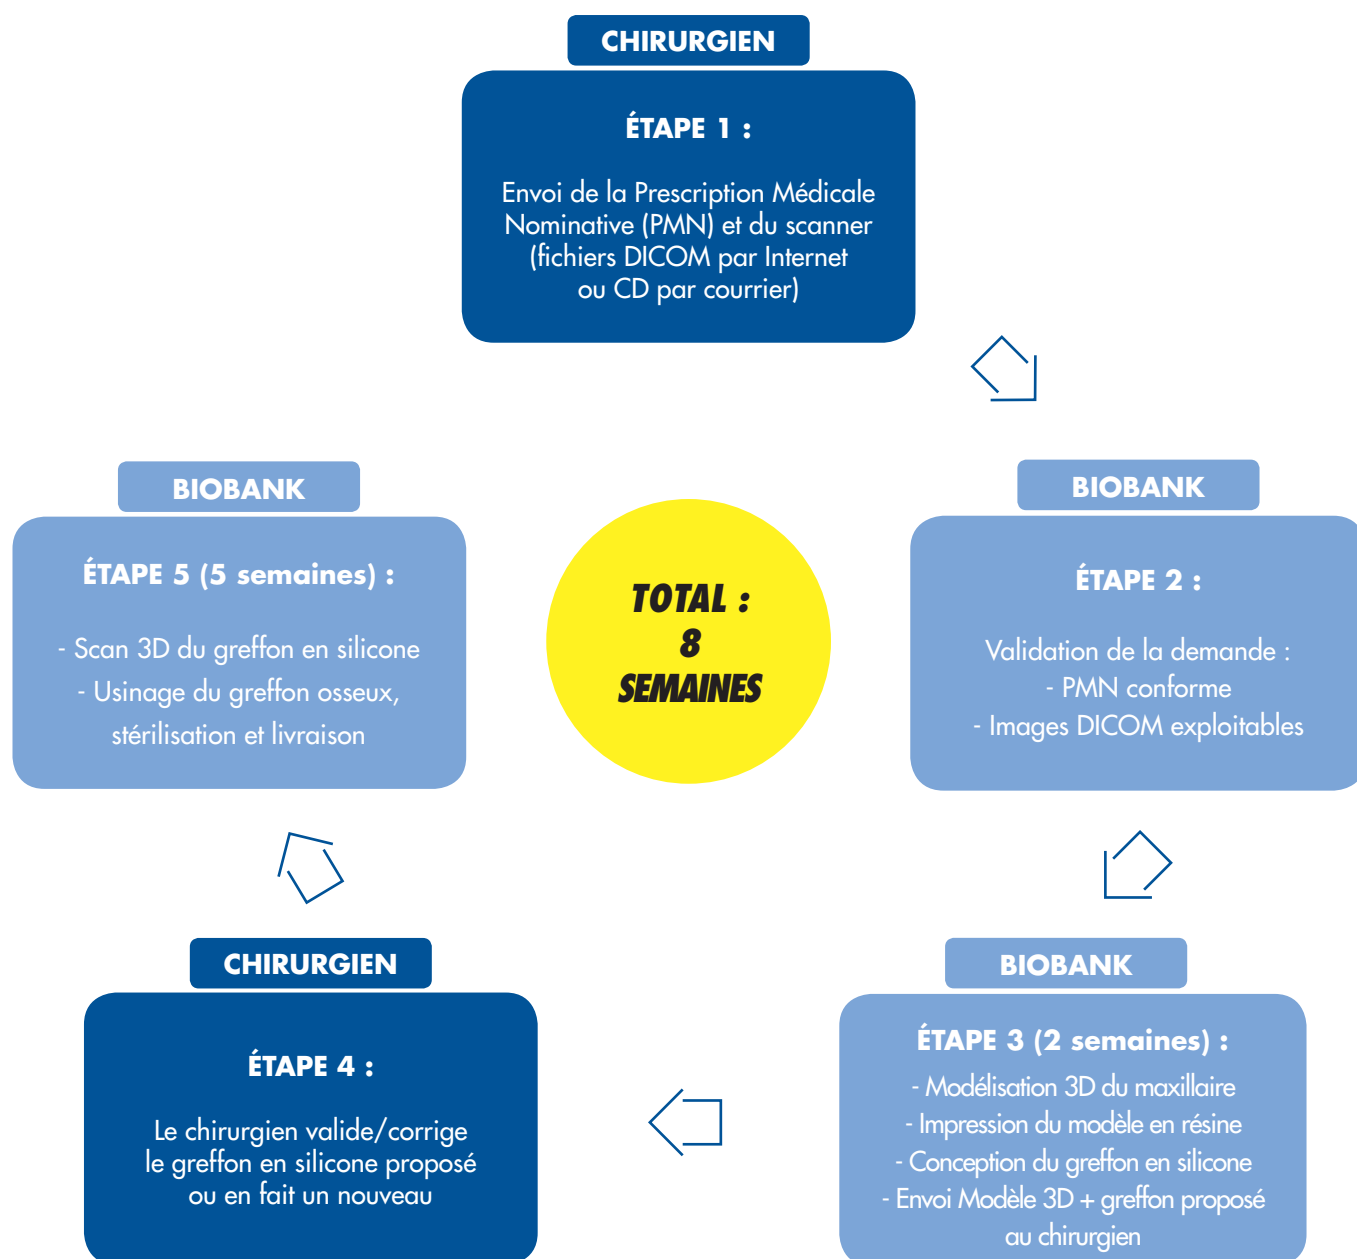 CHIRURGIEN
ÉTAPE 1 :
Envoi de la Prescription Médicale
Nominative (PMN) et du scanner
(fichiers DICOM par Internet
ou CD par courrier)
BIOBANK
ÉTAPE 2 :
Validation de la demande :
- PMN conforme
- Images DICOM exploitables
BIOBANK
ÉTAPE 3 (2 semaines) :
- Modélisation 3D du maxillaire
- Impression du modèle en résine
- Conception du greffon en silicone
- Envoi Modèle 3D + greffon proposé
au chirurgien
CHIRURGIEN
ÉTAPE 4 :
Le chirurgien valide/corrige
le greffon en silicone proposé
ou en fait un nouveau
BIOBANK
ÉTAPE 5 (5 semaines) :
- Scan 3D du greffon en silicone
- Usinage du greffon osseux,
stérilisation et livraison
TOTAL :
8
SEMAINES